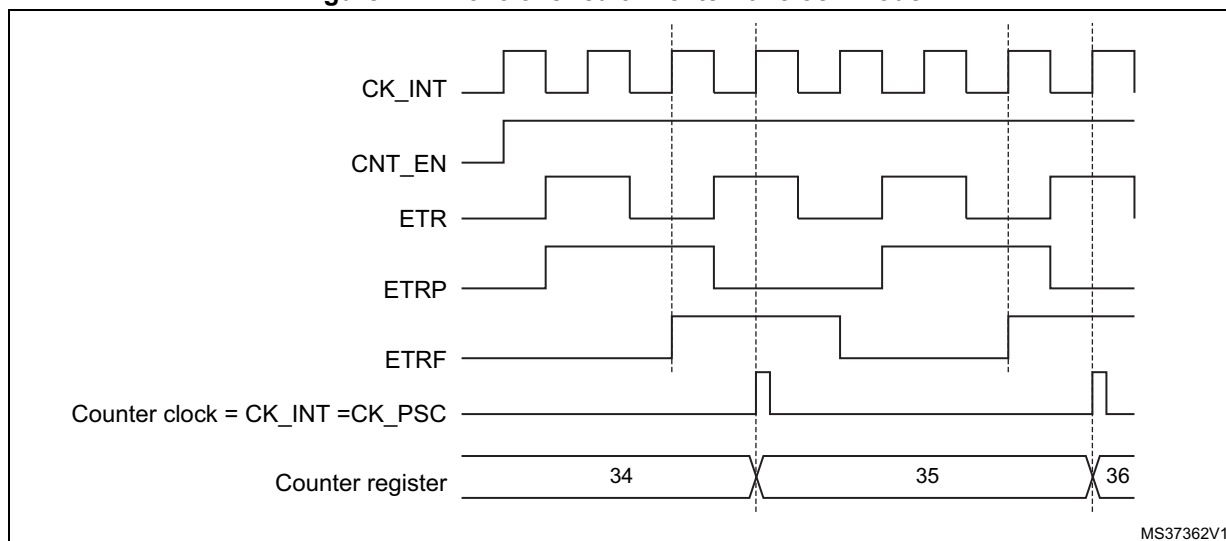 CK_INT
CNT_EN
ETR
ETRP
ETRF
Counter clock = CK_INT =CK_PSC
Counter register 34 35 36
MS37362V1